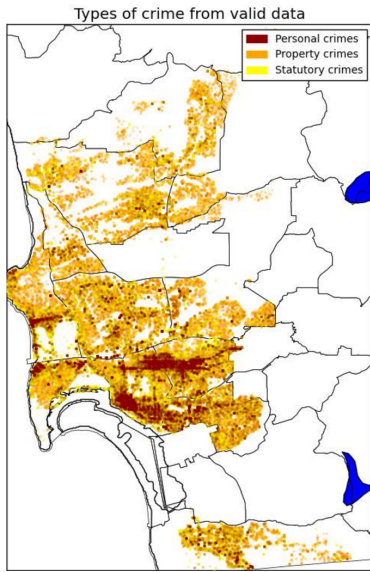 Types of crime from valid data
Personal crimes
Property crimes
Statutory crimes